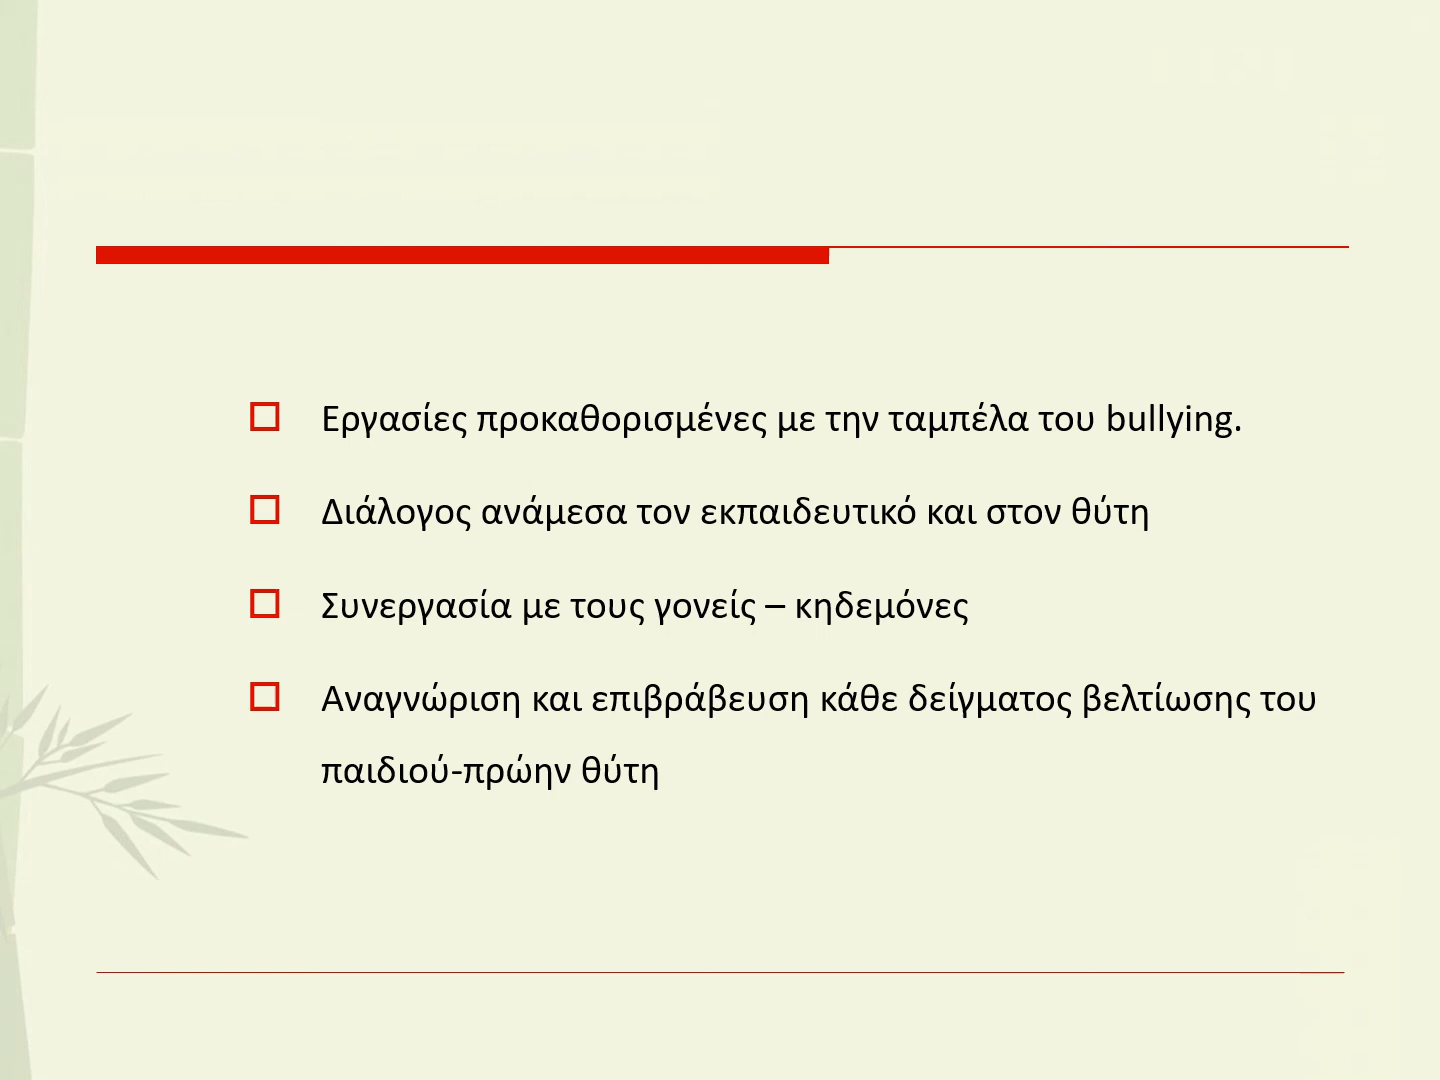 Εργασίες προκαθορισμένες με την ταμπέλα του bullying.
Διάλογος ανάμεσα τον εκπαιδευτικό και στον θύτη
Συνεργασία με τους γονείς – κηδεμόνες
Αναγνώριση και επιβράβευση κάθε δείγματος βελτίωσης του
παιδιού-πρώην θύτη